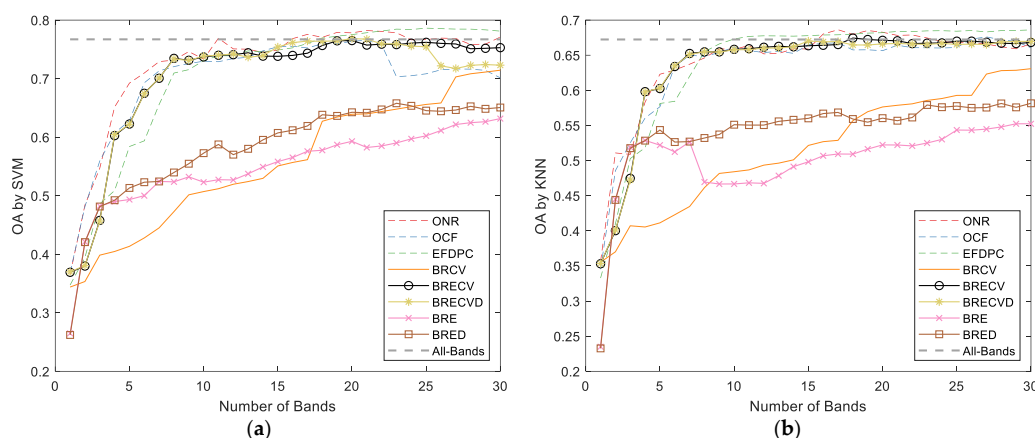 0.8
0.7
0.6
0.5
0.4
0.3
0.2
OA by SVM
0 5 10 15 20 25 30
Number of Bands
ONR
OCF
EFDPC
BRCV
BRECV
BRECVD
BRE
BRED
All-Bands
(a)
0.7
0.65
0.6
0.55
0.5
0.45
0.4
0.35
0.3
0.25
0.2
OA by KNN
0 5 10 15 20 25 30
Number of Bands
ONR
OCF
EFDPC
BRCV
BRECV
BRECVD
BRE
BRED
All-Bands
(b)